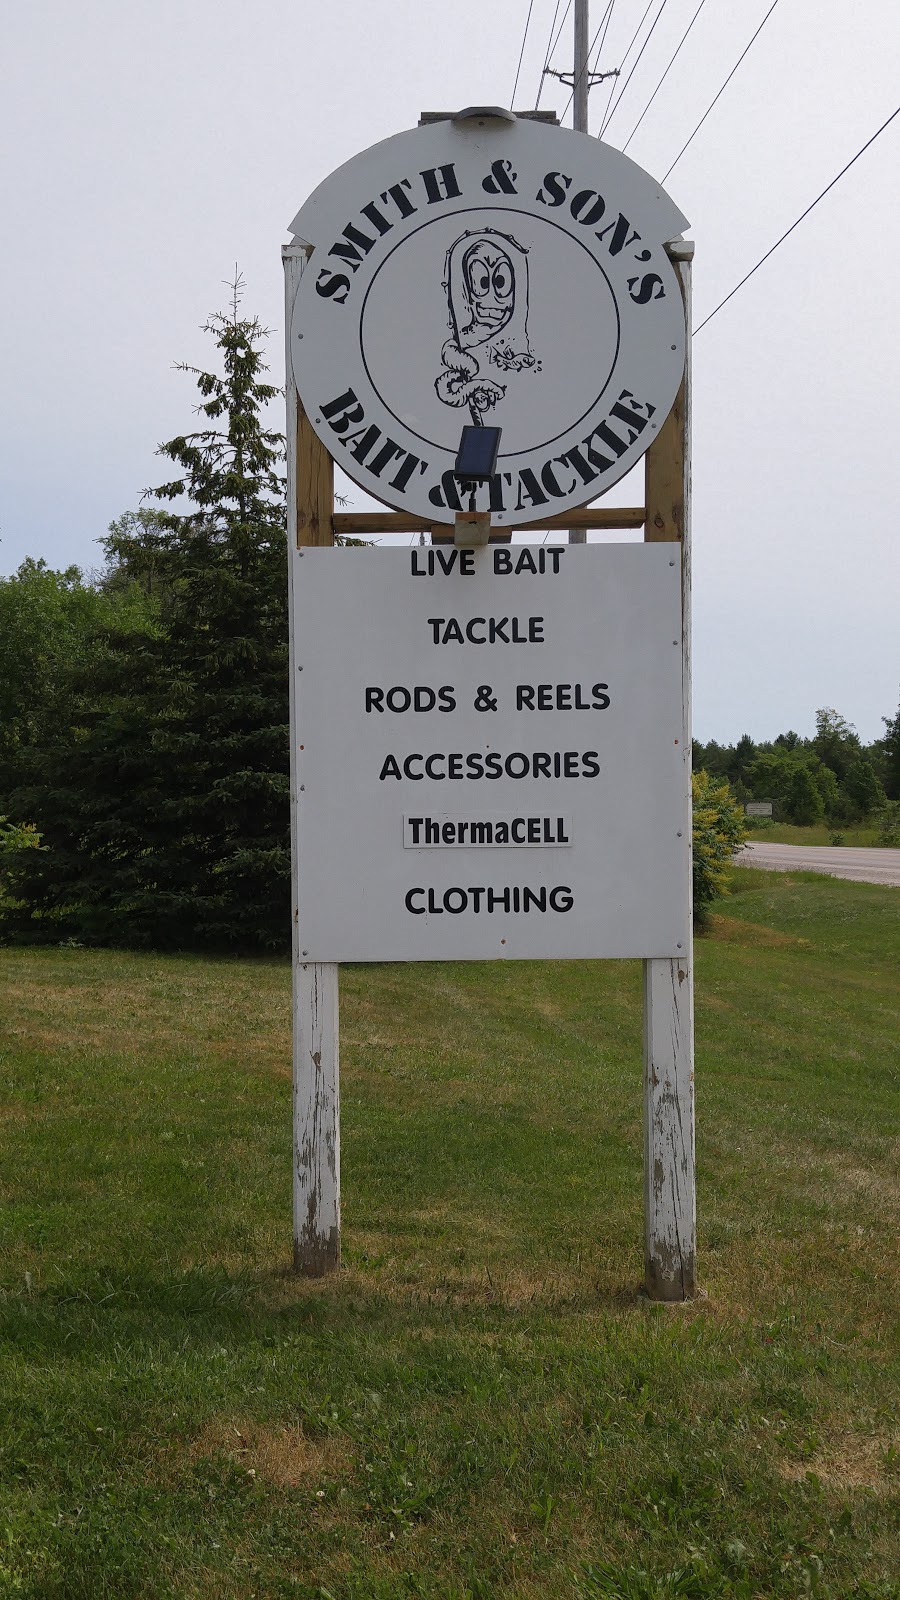 SMITH & SON'S
BAIT & TACKLE
LIVE BAIT
TACKLE
RODS & REELS
ACCESSORIES
ThermaCELL
CLOTHING